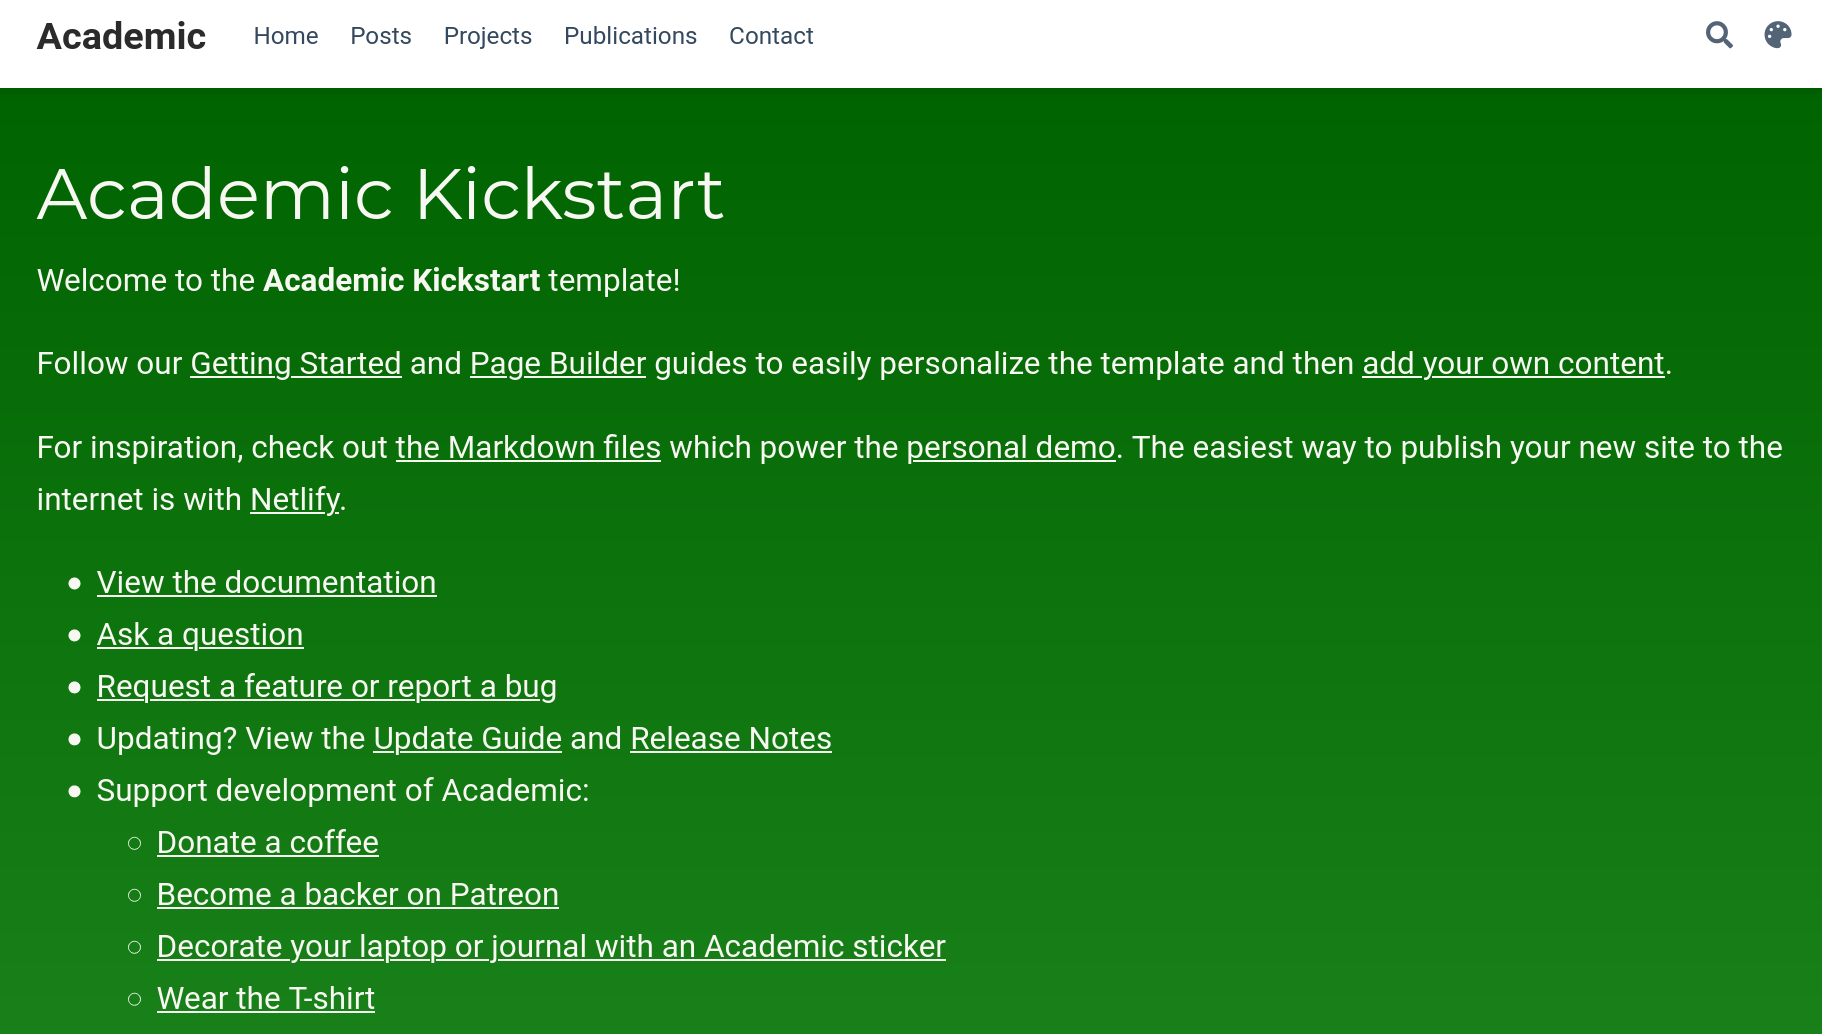 Academic Home Posts Projects Publications Contact
Academic Kickstart
Welcome to the Academic Kickstart template!
Follow our Getting Started and Page Builder guides to easily personalize the template and then add your own content.
For inspiration, check out the Markdown files which power the personal demo. The easiest way to publish your new site to the
internet is with Netlify.
View the documentation
Ask a question
Request a feature or report a bug
Updating? View the Update Guide and Release Notes
Support development of Academic:
Donate a coffee
Become a backer on Patreon
Decorate your laptop or journal with an Academic sticker
Wear the T-shirt